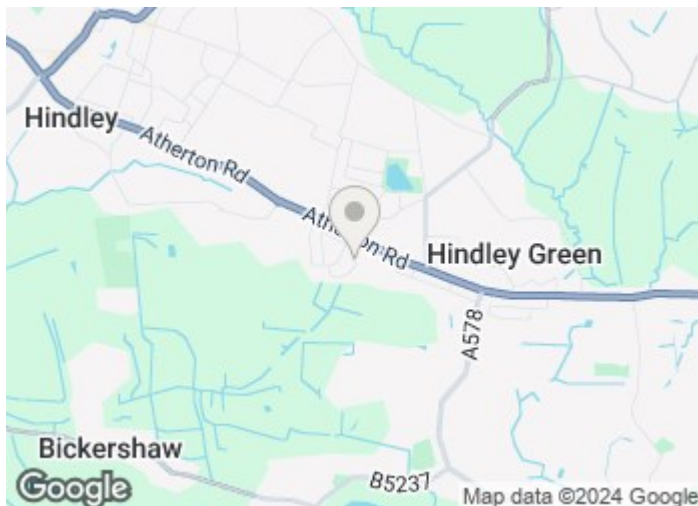 Hindley
Atherton Rd
Atherton Rd
Hindley Green
A578
Bickershaw
B5237
Google
Map data ©2024 Google